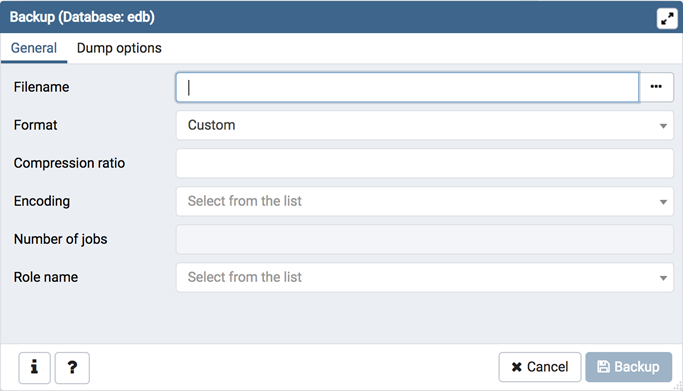 Backup (Database: edb)
General Dump options
Filename
Format Custom
Compression ratio
Encoding Select from the list
Number of jobs
Role name Select from the list
i ? Cancel Backup